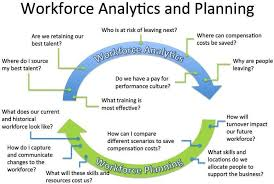 Workforce Analytics and Planning
Who is at risk of leaving next?
Are we retaining our
best talent?
Where can compensation
costs be saved?
Workforce Analytics
Where do I source
my best talent?
Do we have a pay for
performance culture?
Why are people
leaving?
What training is
most effective?
What does our current
and historical
workforce look like?
How can I compare
different scenarios to save
compensation costs?
How will
turnover impact
our future
workforce?
How do I capture
and communicate
changes to the
workforce?
Workforce Planning
What skills and
locations do we
allocate people to
support the business?
What will these skills and
resources cost us?